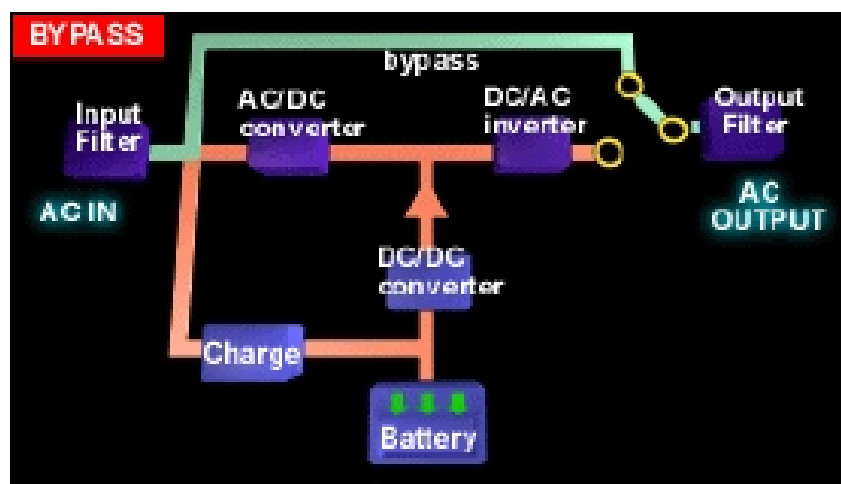 BYPASS
bypass
Input
Filter
AC/DC
converter
DC/AC
inverter
Output
Filter
AC IN
AC
OUTPUT
DC/DC
converter
Charge
Battery